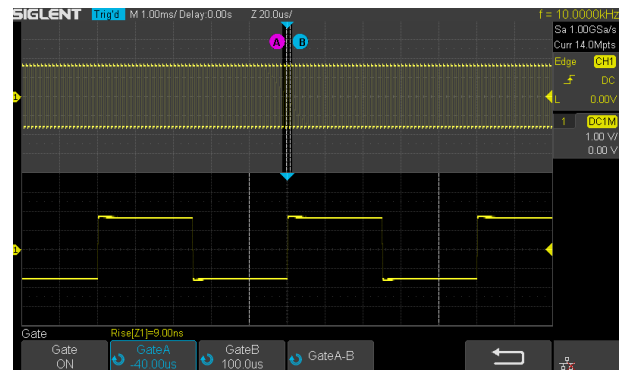 SIGLENT Trig'd M 1.00ms/ Delay:0.00s Z 20.0us/ f = 10.0000kHz
Sa 1.00GSa/s
Curr 14.0Mpts
A B
Edge CH1
DC
L 0.00V
1 DC1M
1.00 V/
0.00 V
1
1
Gate Rise[Z1]=9.00ns
Gate
ON
GateA
-40.00us
GateB
100.0us
GateA-B